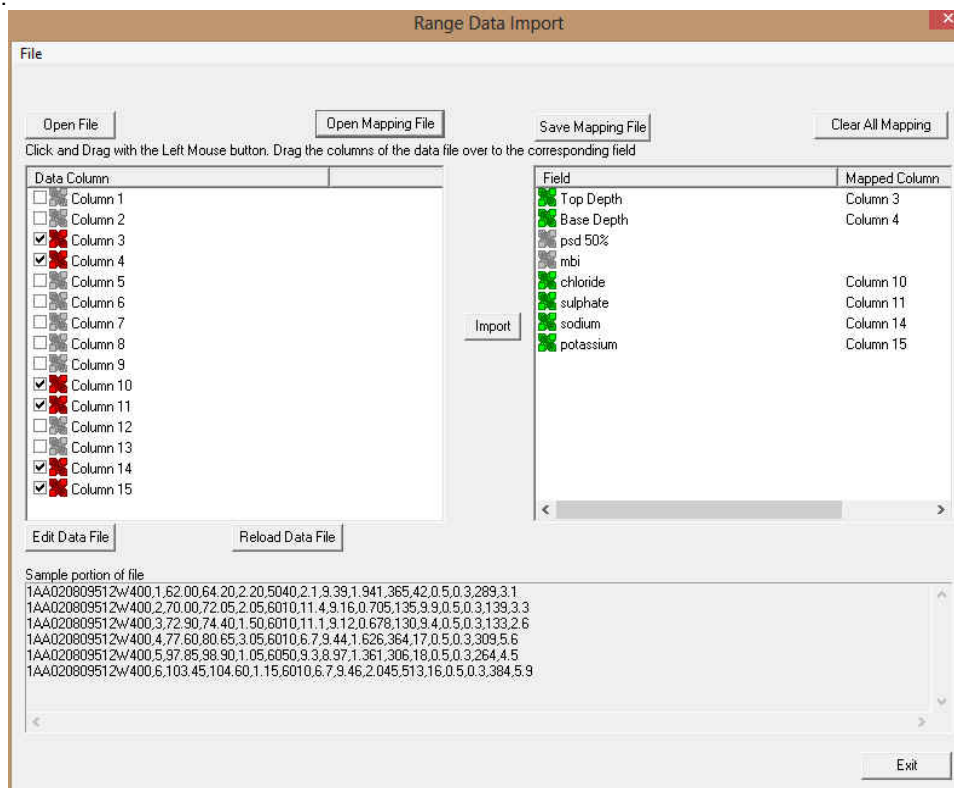 .
Range Data Import
File
Open File
Open Mapping File
Save Mapping File
Clear All Mapping
Click and Drag with the Left Mouse button. Drag the columns of the data file over to the corresponding field
Data Column
Column 1
Column 2
Column 3
Column 4
Column 5
Column 6
Column 7
Column 8
Column 9
Column 10
Column 11
Column 12
Column 13
Column 14
Column 15
Import
Field Mapped Column
Top Depth Column 3
Base Depth Column 4
psd 50%
mbi
chloride Column 10
sulphate Column 11
sodium Column 14
potassium Column 15
Edit Data File
Reload Data File
Sample portion of file
1AA020809512W400,1,62.00,64.20,2.20,5040,2.1,9.39,1.941,365,42,0.5,0.3,289,3.1
1AA020809512W400,2,70.00,72.05,2.05,6010,11.4,9.16,0.705,135,9.9,0.5,0.3,139,3.3
1AA020809512W400,3,72.90,74.40,1.50,6010,11.1,9.12,0.678,130,9.4,0.5,0.3,133,2.6
1AA020809512W400,4,77.60,80.65,3.05,6010,6.7,9.44,1.626,364,17,0.5,0.3,309,5.6
1AA020809512W400,5,97.85,98.90,1.05,6050,9.3,8.97,1.361,306,18,0.5,0.3,264,4.5
1AA020809512W400,6,103.45,104.60,1.15,6010,6.7,9.46,2.045,513,16,0.5,0.3,384,5.9
Exit